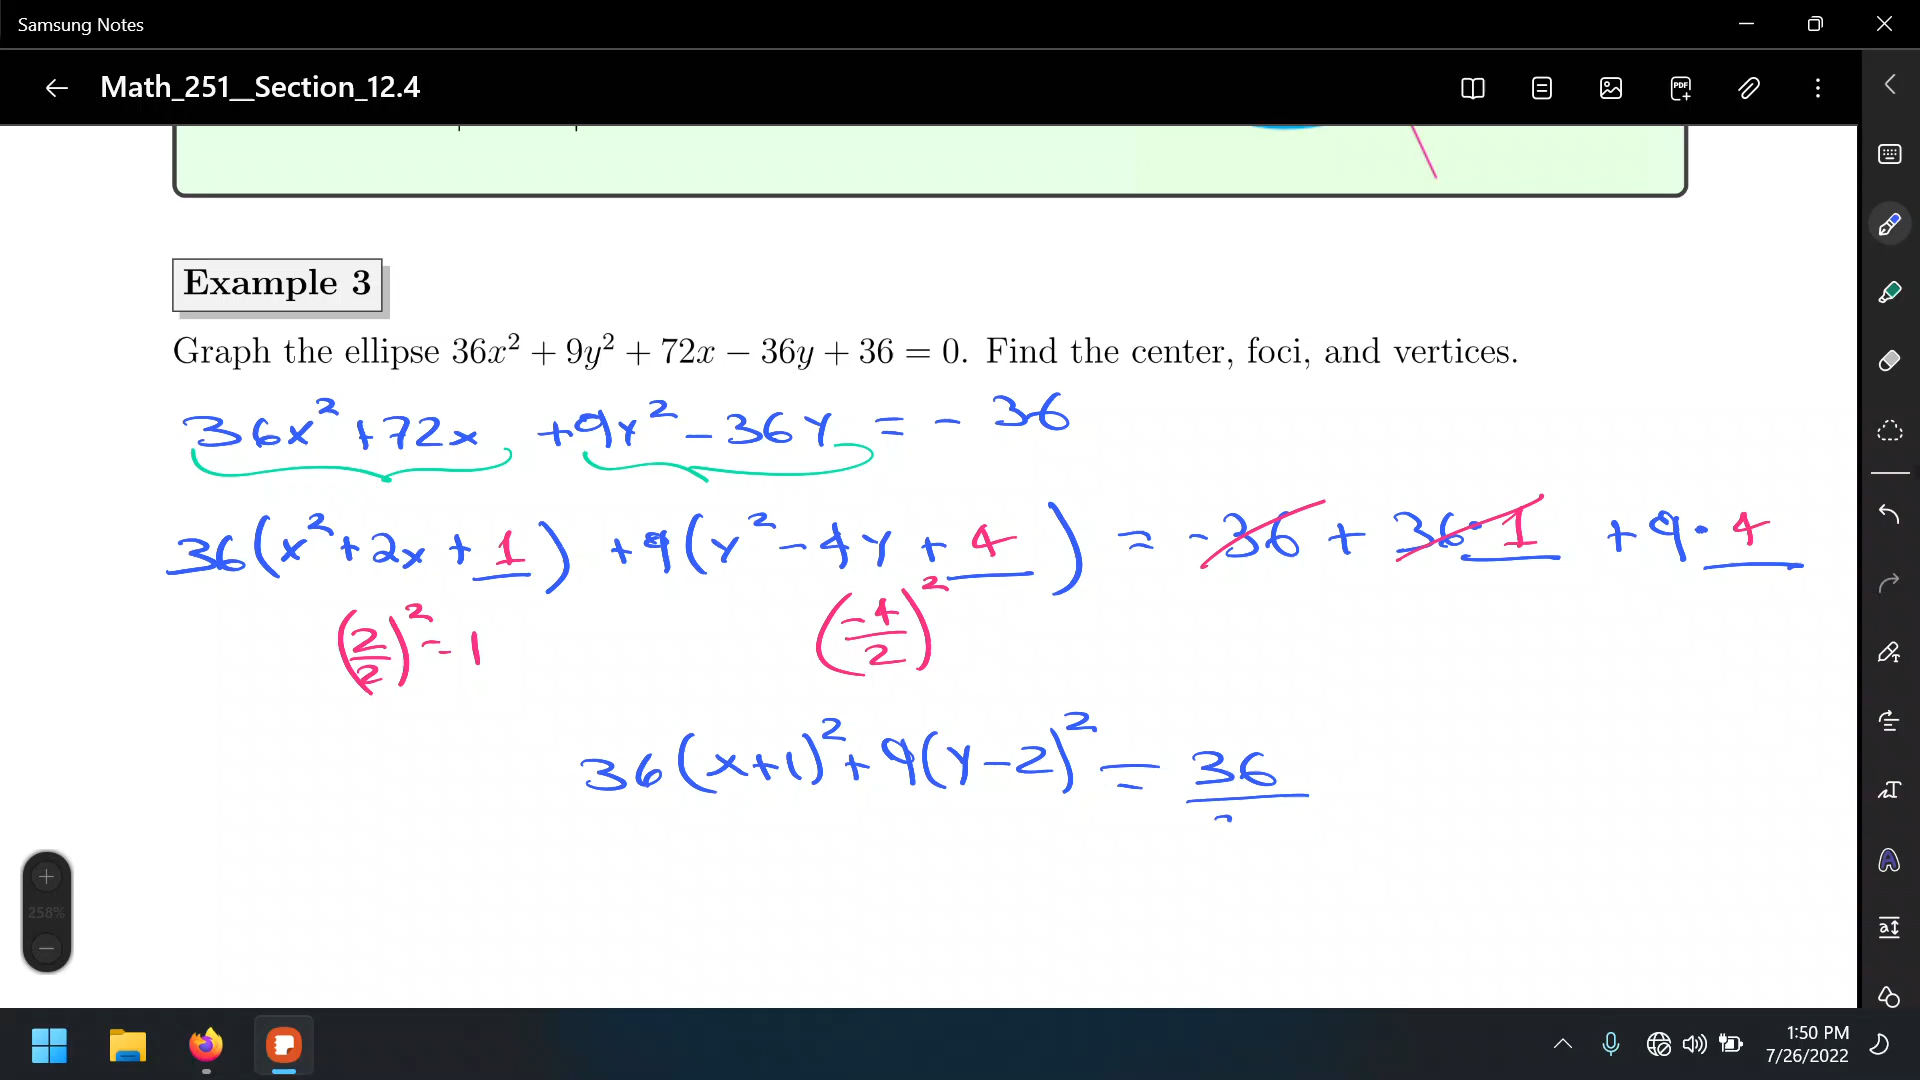 Samsung Notes
Math_251__Section_12.4
Example 3
Graph the ellipse 36x² + 9y² + 72x − 36y + 36 = 0. Find the center, foci, and vertices.
36x² + 72x + 9y² − 36y = − 36
36(x² + 2x + 1) + 9(y² − 4y + 4) = -36 + 36·1 + 9·4
(2/2)² = 1 (-4/2)²
36(x+1)² + 9(y−2)² = 36
258%
1:50 PM
7/26/2022